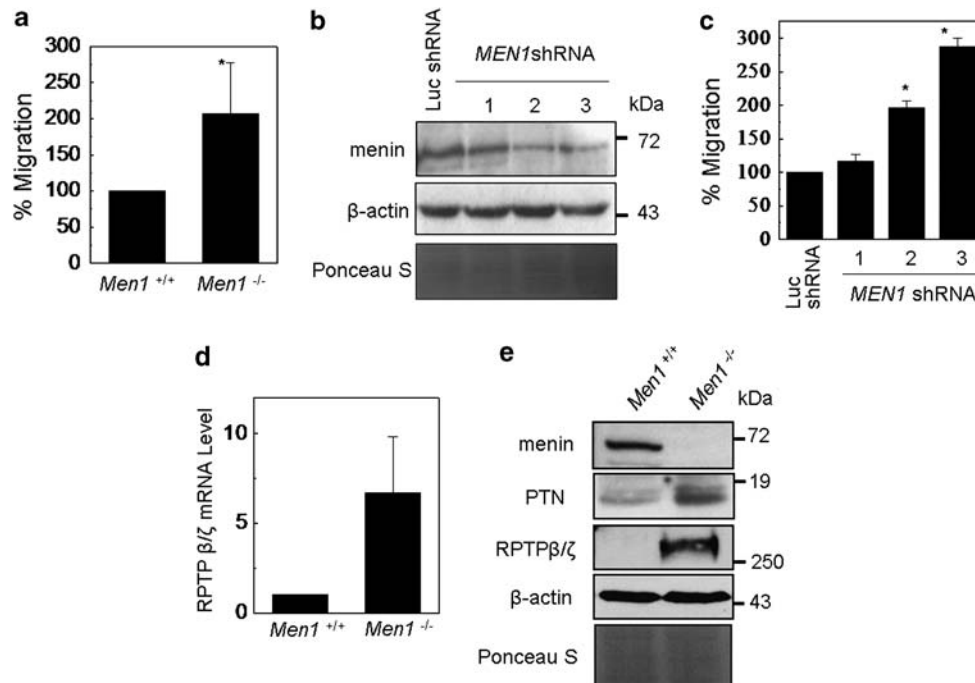 a
% Migration
300
250
200
150
100
50
0
*
Men1 +/+
Men1 -/-
b
Luc shRNA
MEN1shRNA
1 2 3 kDa
menin
72
β-actin
43
Ponceau S
c
% Migration
300
250
200
150
100
250
0
*
*
Luc shRNA
1 2 3
MEN1 shRNA
d
RPTP β/ζ mRNA Level
10
5
0
Men1 +/+
Men1 -/-
e
Men1 +/+
Men1 -/-
kDa
menin
72
PTN
19
RPTPβ/ζ
250
β-actin
43
Ponceau S